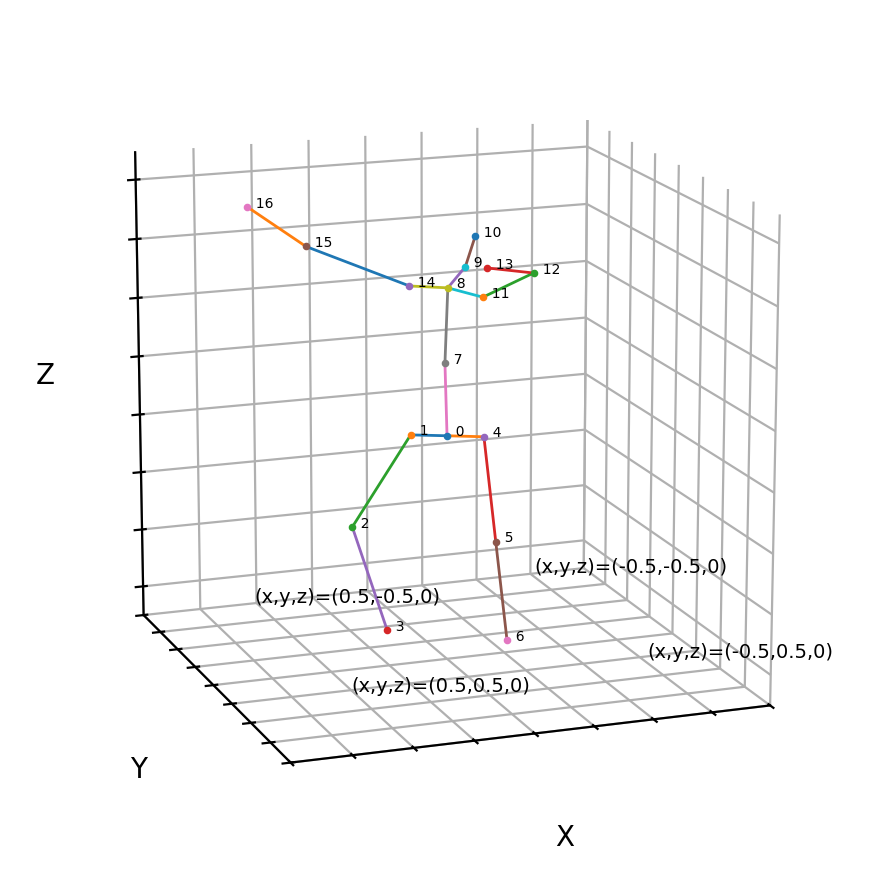 16
10
15
9
13
12
14
8
11
7
Z
1
0
4
2
5
(x,y,z)=(-0.5,-0.5,0)
(x,y,z)=(0.5,-0.5,0)
3
6
(x,y,z)=(-0.5,0.5,0)
(x,y,z)=(0.5,0.5,0)
Y
X